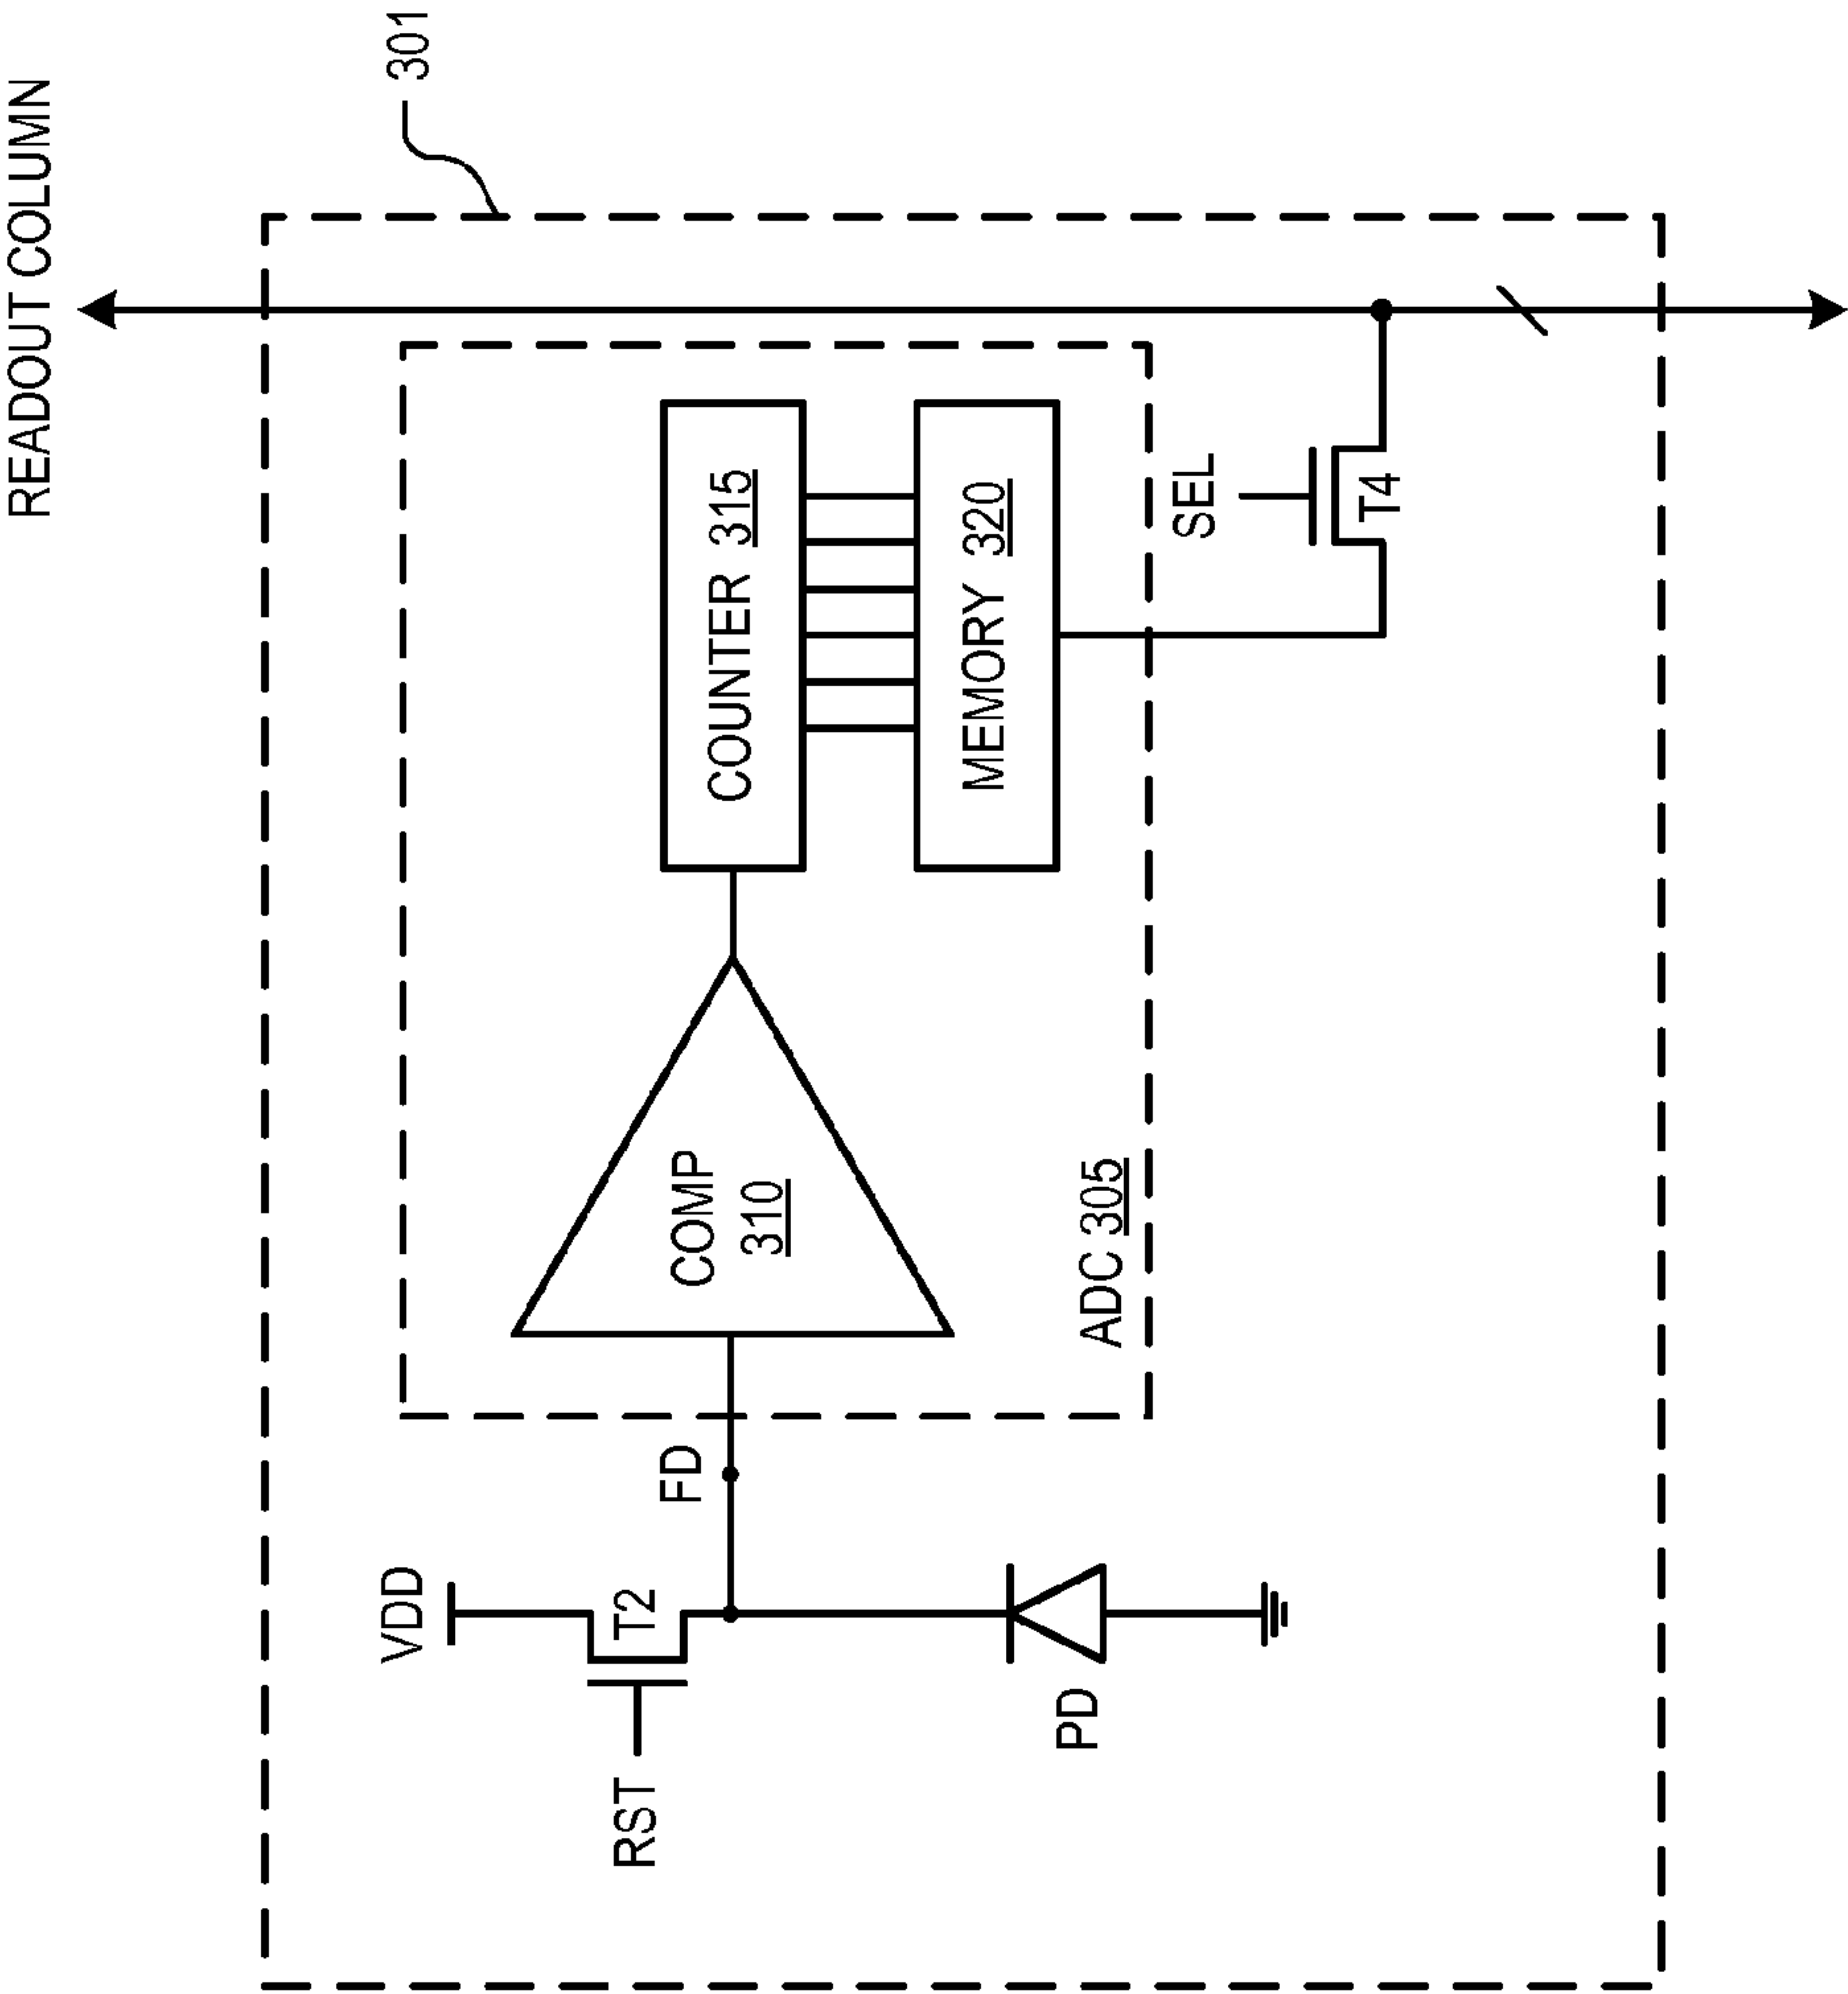 READOUT COLUMN
301
VDD
RST
T2
FD
PD
COMP
310
COUNTER 315
MEMORY 320
ADC 305
SEL
T4